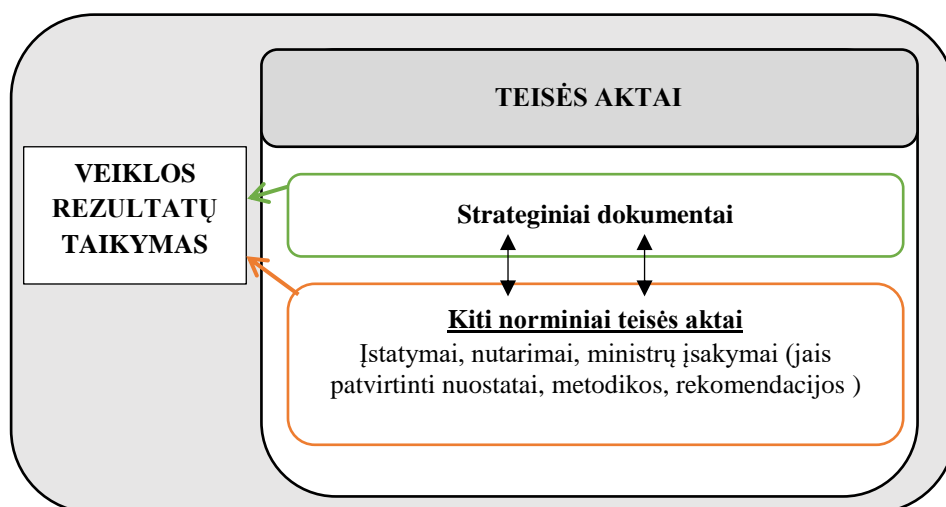 TEISĖS AKTAI
VEIKLOS
REZULTATŲ
TAIKYMAS
Strateginiai dokumentai
Kiti norminiai teisės aktai
Įstatymai, nutarimai, ministrų įsakymai (jais
patvirtinti nuostatai, metodikos, rekomendacijos )